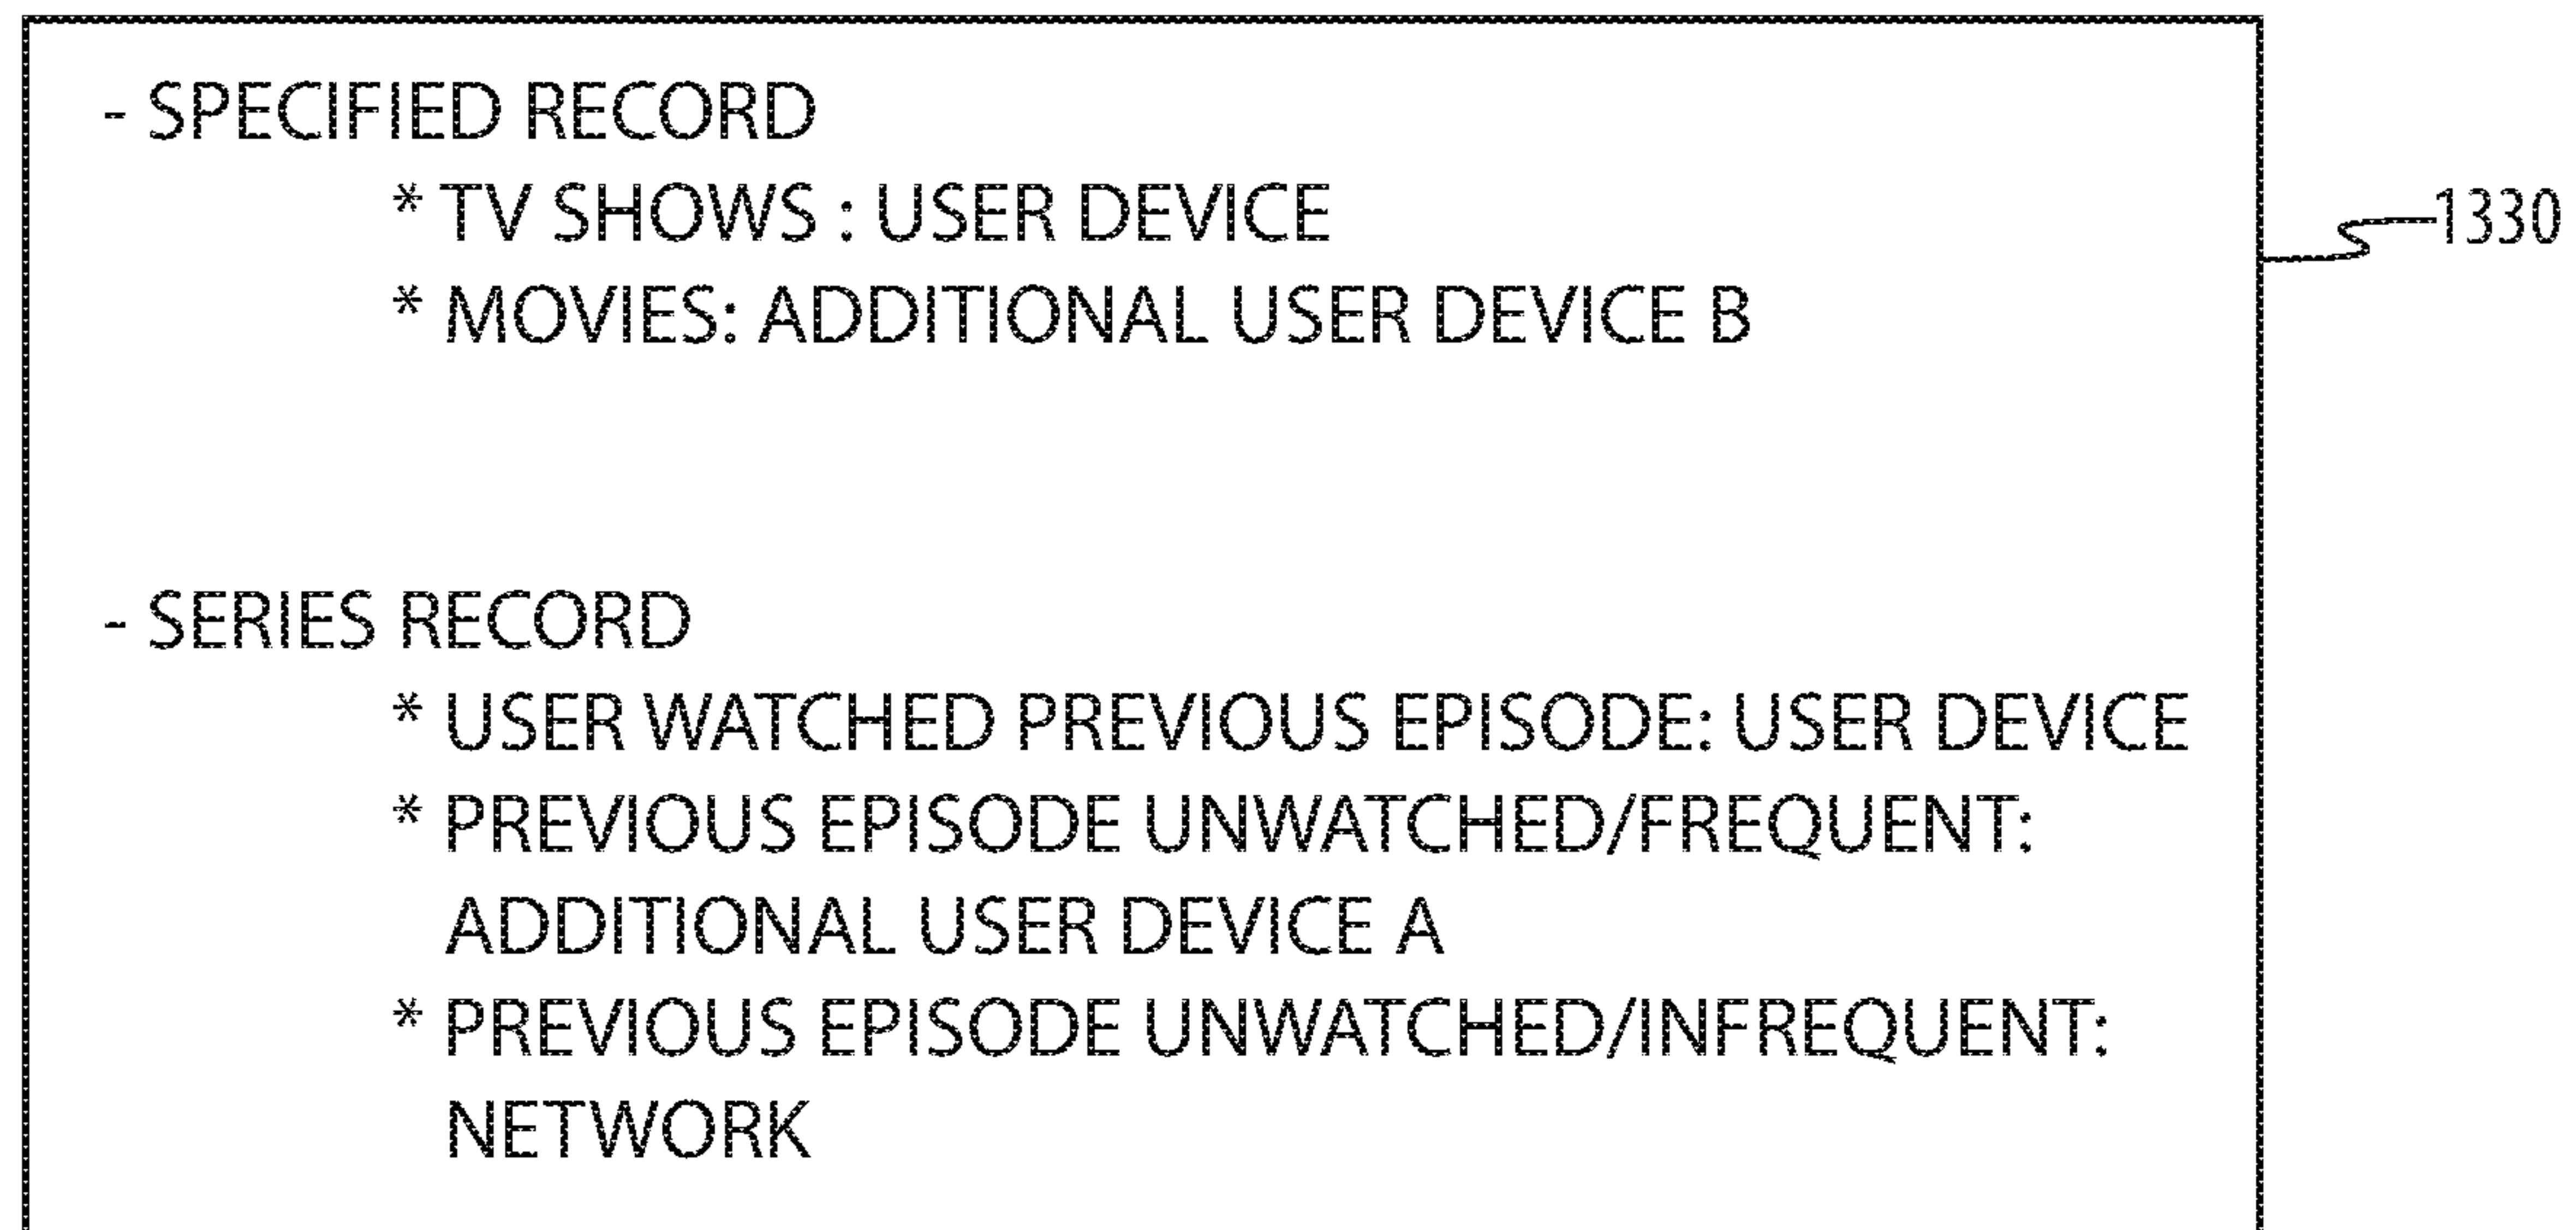 - SPECIFIED RECORD
* TV SHOWS : USER DEVICE
* MOVIES: ADDITIONAL USER DEVICE B
1330
- SERIES RECORD
* USER WATCHED PREVIOUS EPISODE: USER DEVICE
* PREVIOUS EPISODE UNWATCHED/FREQUENT:
ADDITIONAL USER DEVICE A
* PREVIOUS EPISODE UNWATCHED/INFREQUENT:
NETWORK